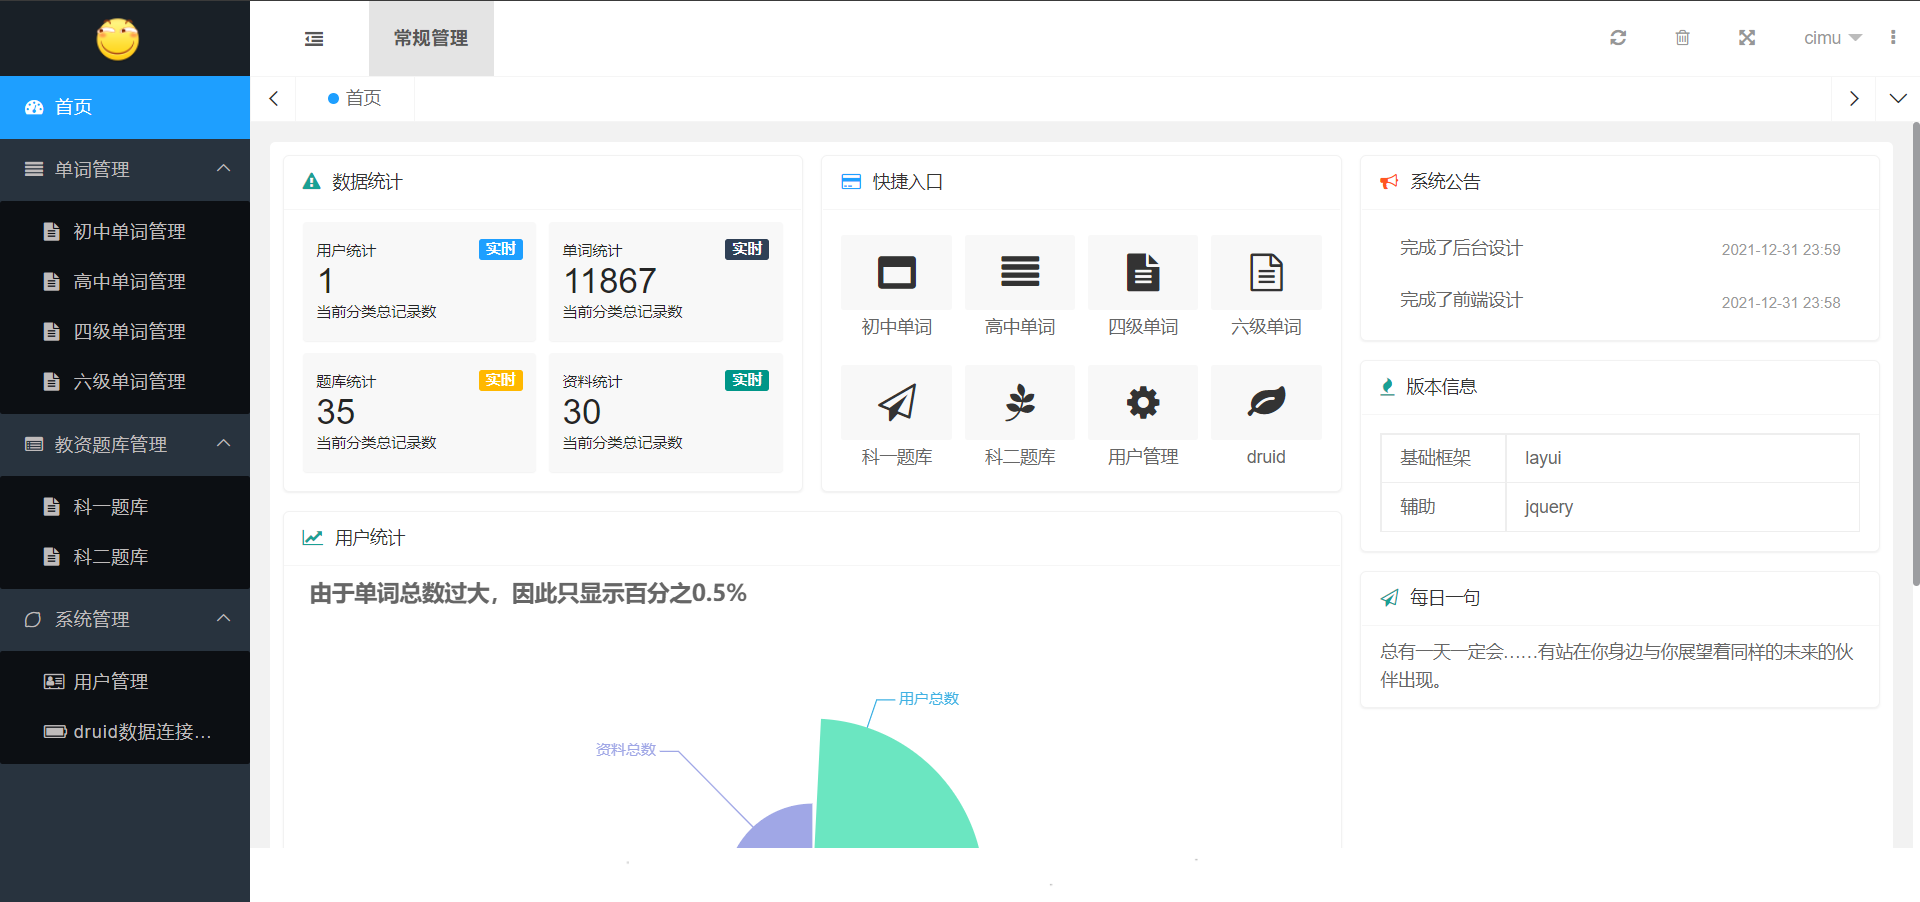 常规管理
cimu
首页
首页
单词管理
初中单词管理
高中单词管理
四级单词管理
六级单词管理
教资题库管理
科一题库
科二题库
系统管理
用户管理
druid数据连接...
数据统计
用户统计 实时
1
当前分类总记录数
单词统计 实时
11867
当前分类总记录数
题库统计 实时
35
当前分类总记录数
资料统计 实时
30
当前分类总记录数
快捷入口
初中单词 高中单词 四级单词 六级单词
科一题库 科二题库 用户管理 druid
用户统计
由于单词总数过大，因此只显示百分之0.5%
用户总数
资料总数
系统公告
完成了后台设计 2021-12-31 23:59
完成了前端设计 2021-12-31 23:58
版本信息
基础框架 layui
辅助 jquery
每日一句
总有一天一定会……有站在你身边与你展望着同样的未来的伙
伴出现。